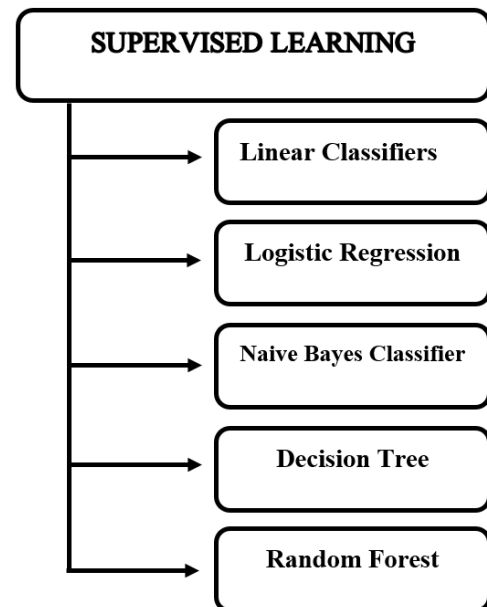 SUPERVISED LEARNING
Linear Classifiers
Logistic Regression
Naive Bayes Classifier
Decision Tree
Random Forest